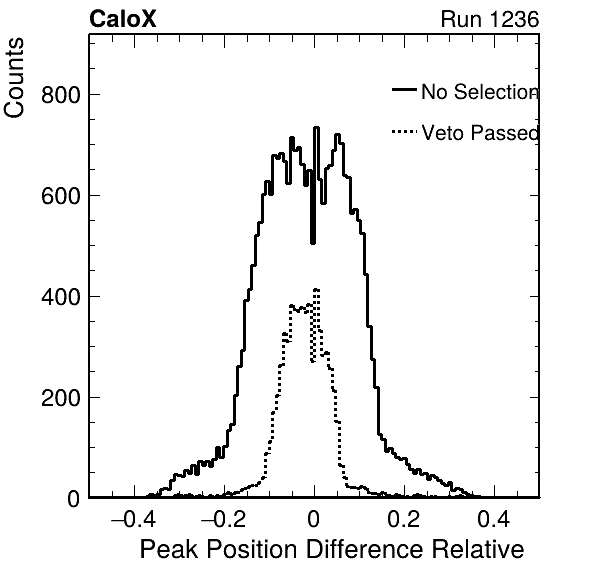 CaloX Run 1236
Counts
800
600
400
200
0
No Selection
Veto Passed
−0.4 −0.2 0 0.2 0.4
Peak Position Difference Relative